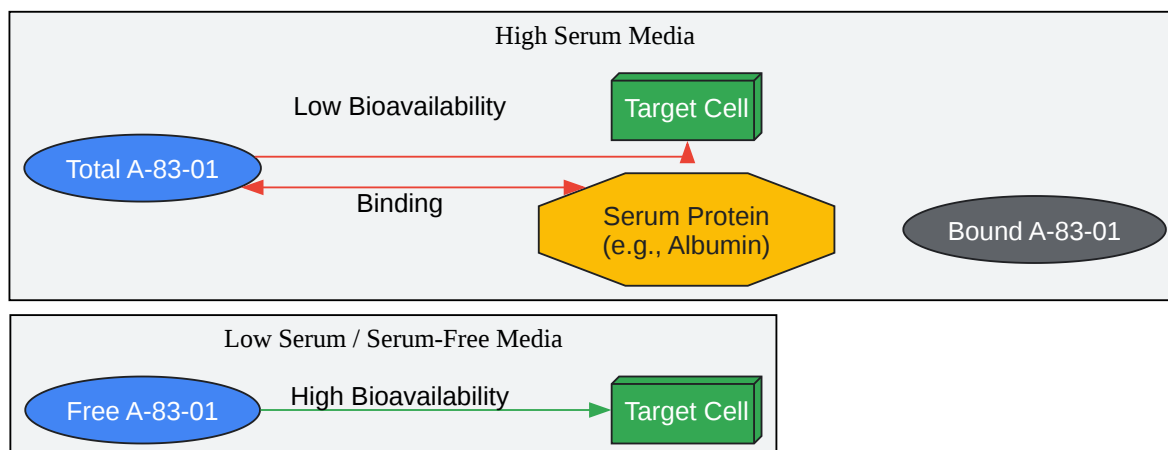 High Serum Media
Low Bioavailability
Target Cell
Total A-83-01
Binding
Serum Protein
(e.g., Albumin)
Bound A-83-01
Low Serum / Serum-Free Media
Free A-83-01
High Bioavailability
Target Cell